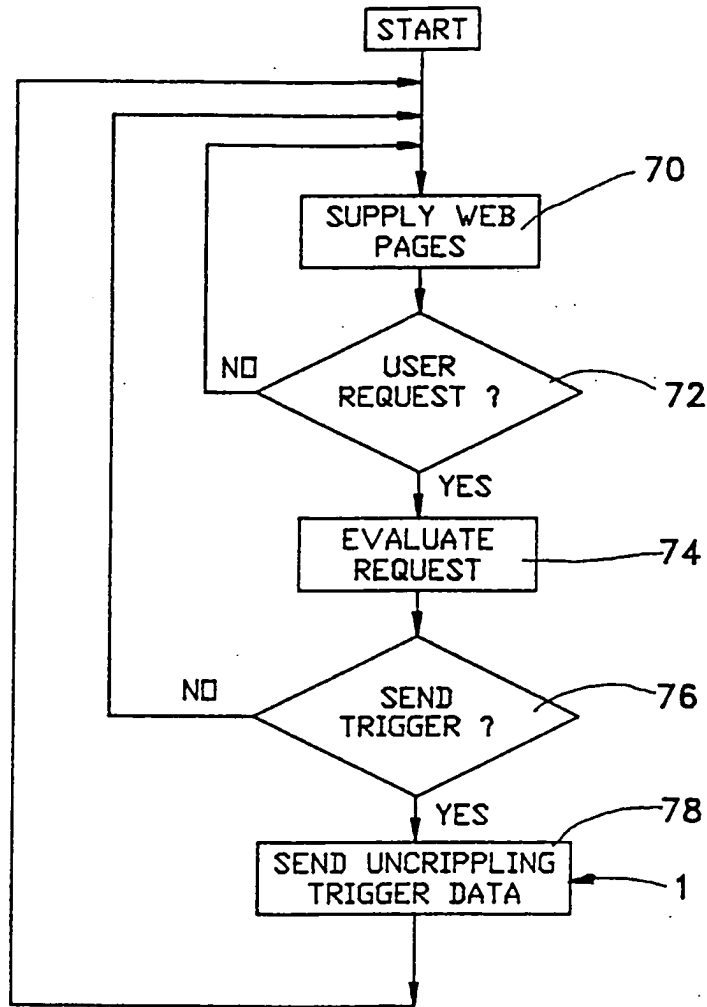 START
70
SUPPLY WEB
PAGES
NO
USER
REQUEST ?
72
YES
EVALUATE
REQUEST
74
NO
SEND
TRIGGER ?
76
YES
78
SEND UNCRIPPLING
TRIGGER DATA
1